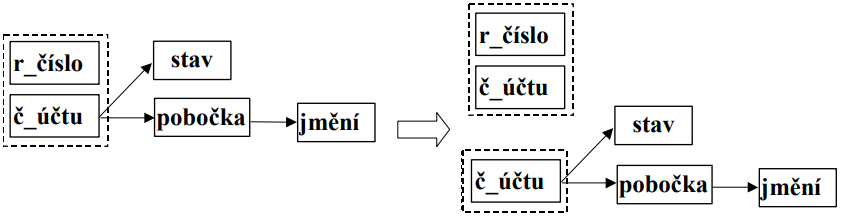 r_číslo
stav
č_účtu
pobočka
jmění
r_číslo
č_účtu
stav
č_účtu
pobočka
jmění